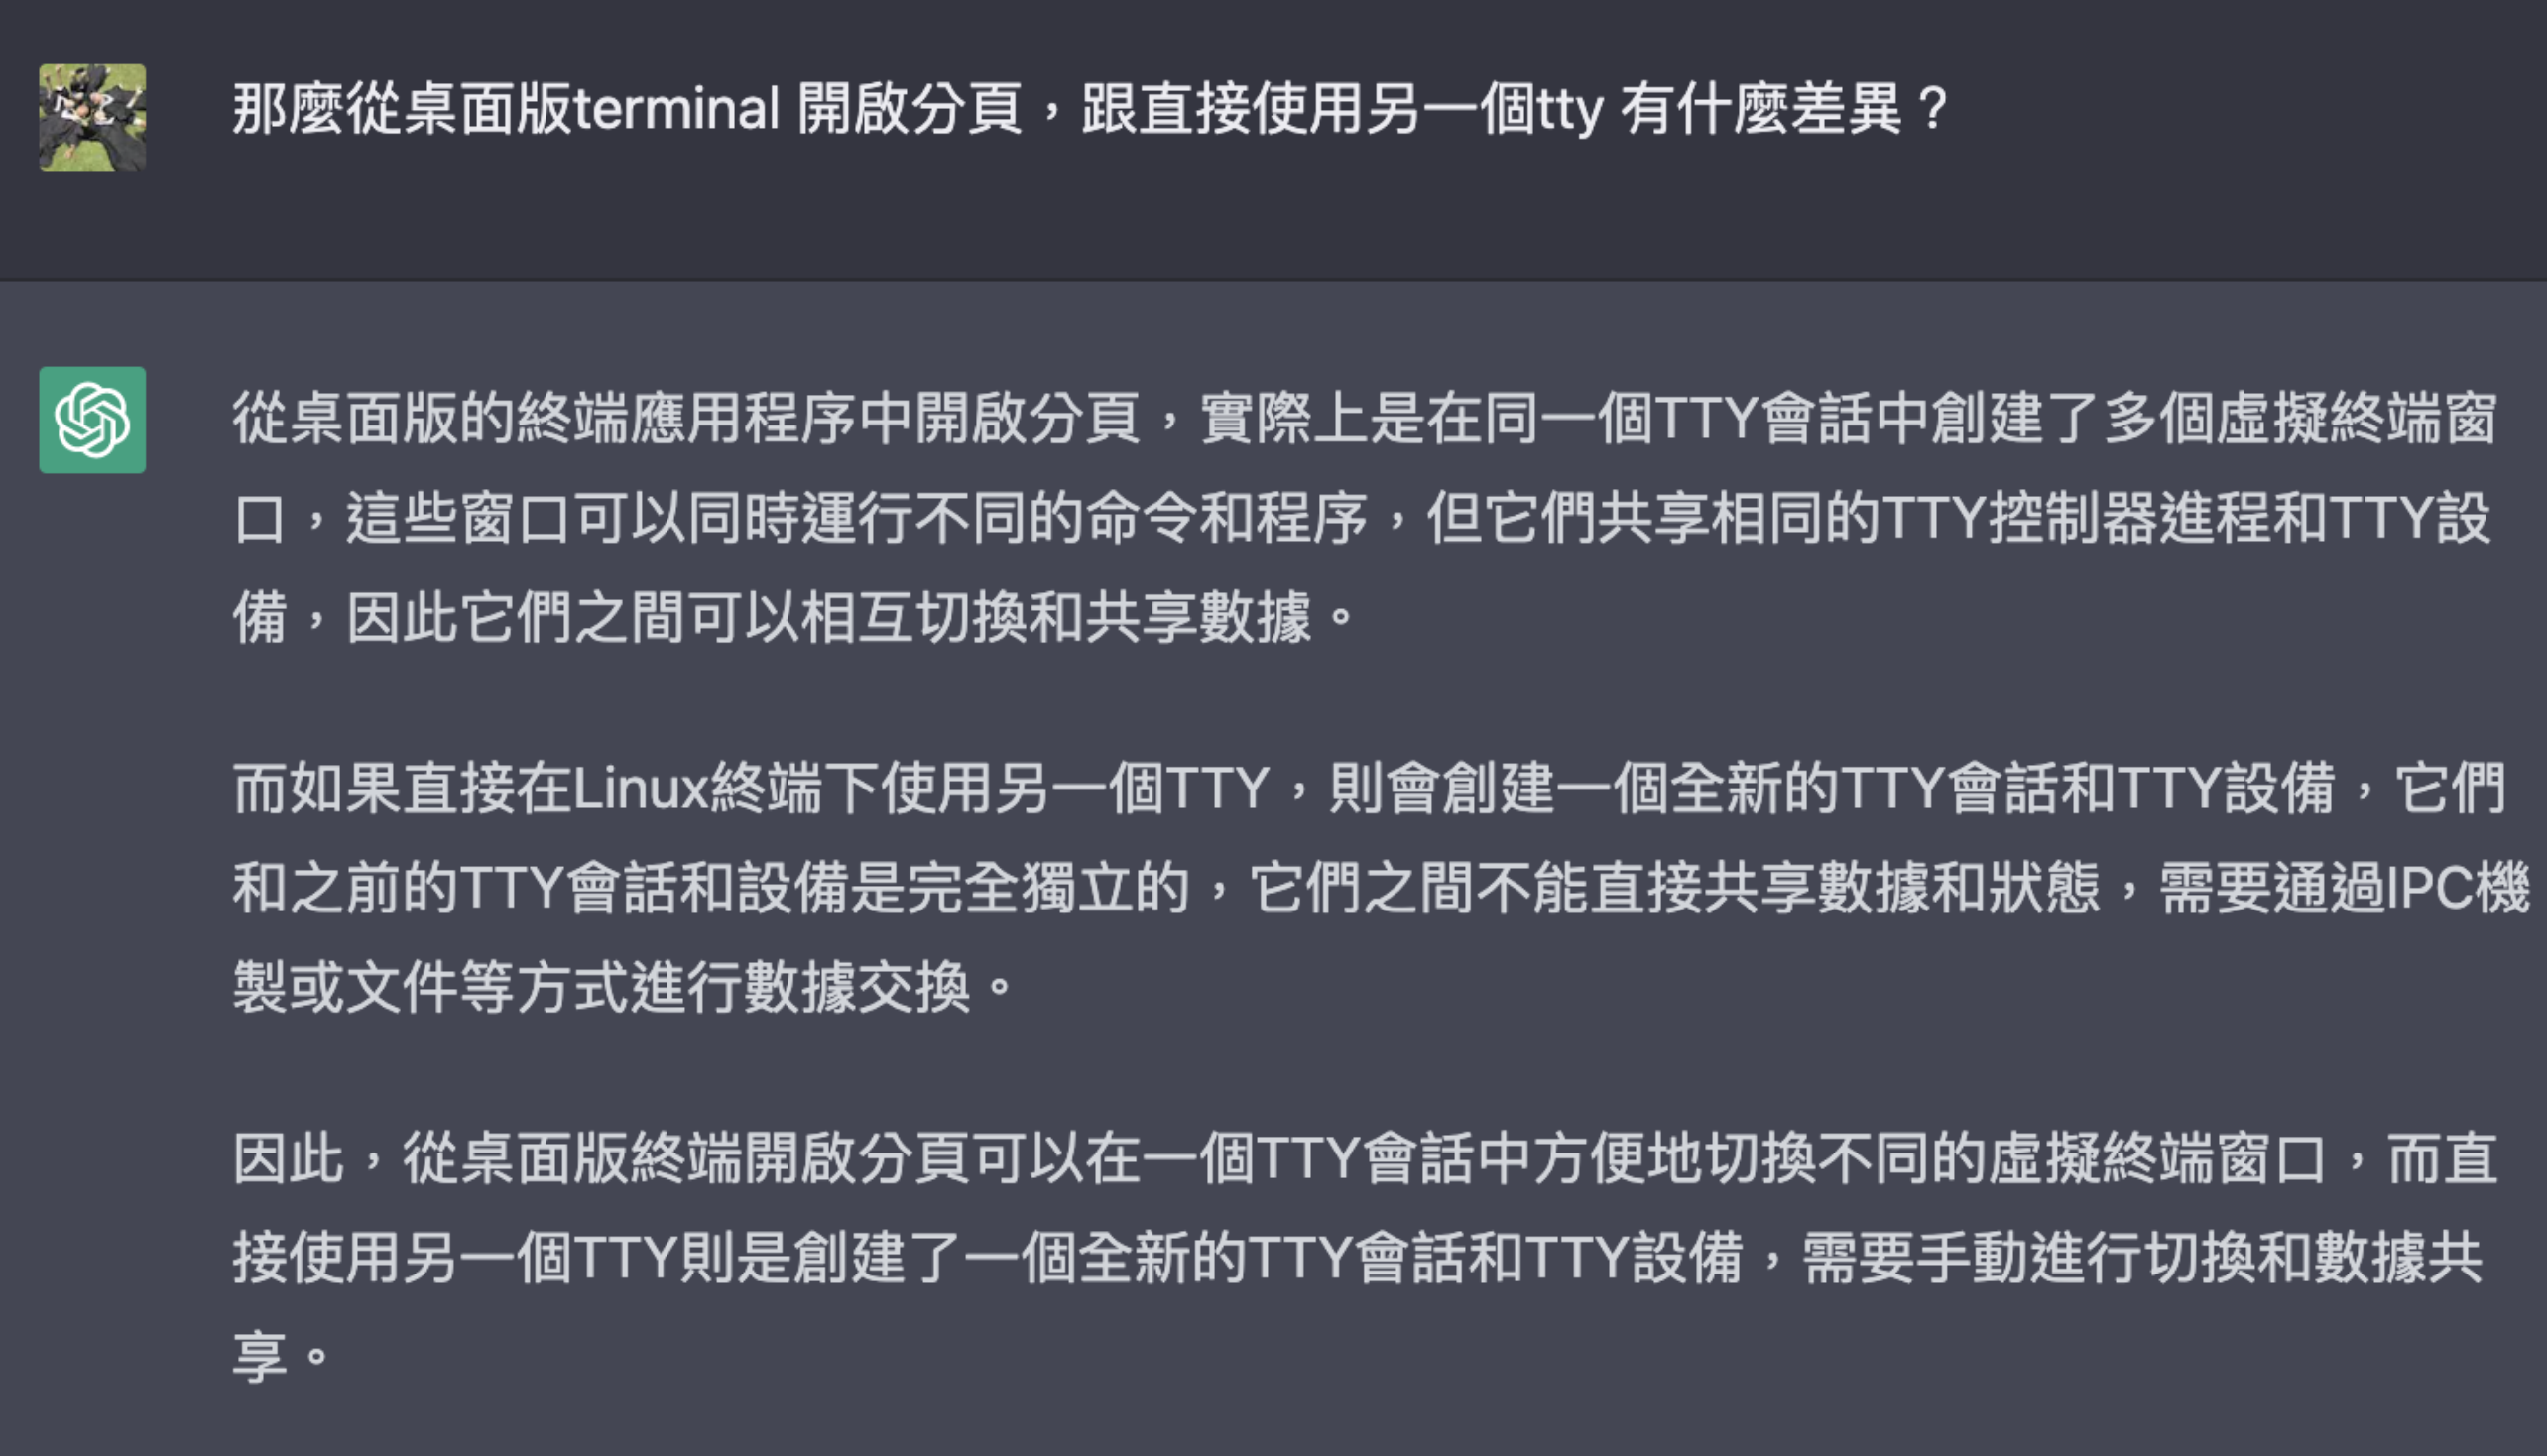 那麼從桌面版terminal 開啟分頁，跟直接使用另一個tty 有什麼差異？
從桌面版的終端應用程序中開啟分頁，實際上是在同一個TTY會話中創建了多個虛擬終端窗
口，這些窗口可以同時運行不同的命令和程序，但它們共享相同的TTY控制器進程和TTY設
備，因此它們之間可以相互切換和共享數據。
而如果直接在Linux終端下使用另一個TTY，則會創建一個全新的TTY會話和TTY設備，它們
和之前的TTY會話和設備是完全獨立的，它們之間不能直接共享數據和狀態，需要通過IPC機
製或文件等方式進行數據交換。
因此，從桌面版終端開啟分頁可以在一個TTY會話中方便地切換不同的虛擬終端窗口，而直
接使用另一個TTY則是創建了一個全新的TTY會話和TTY設備，需要手動進行切換和數據共
享。